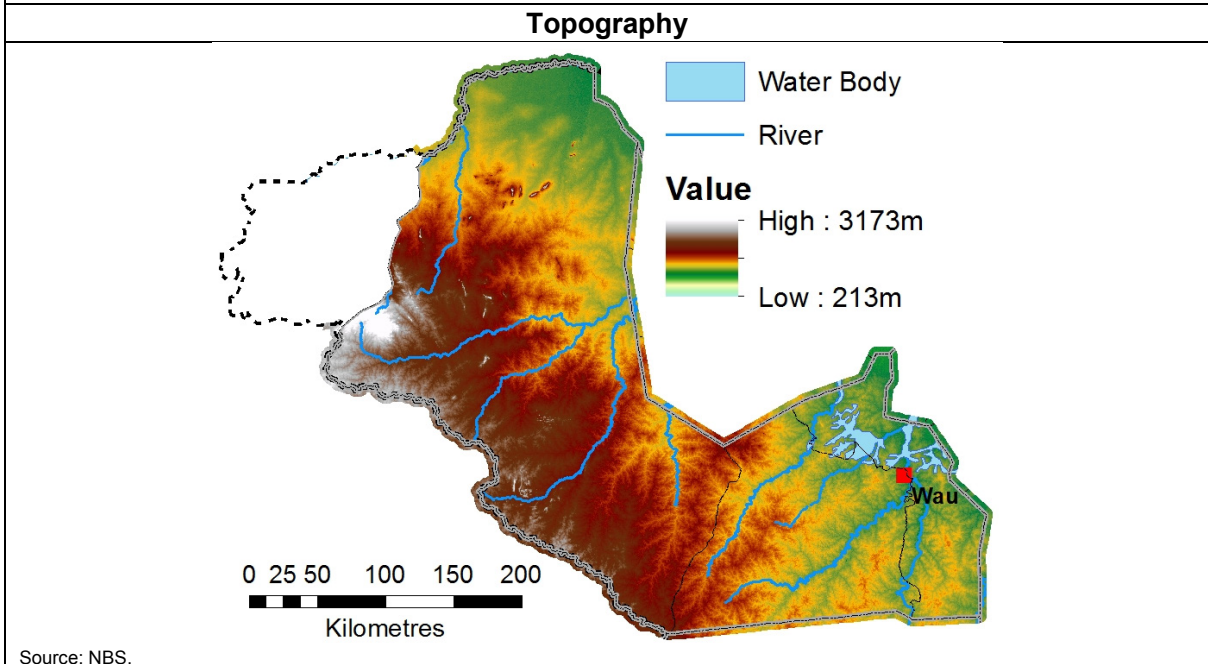 Topography
Water Body
River
Value
High : 3173m
Low : 213m
Wau
0 25 50 100 150 200
Kilometres
Source: NBS.